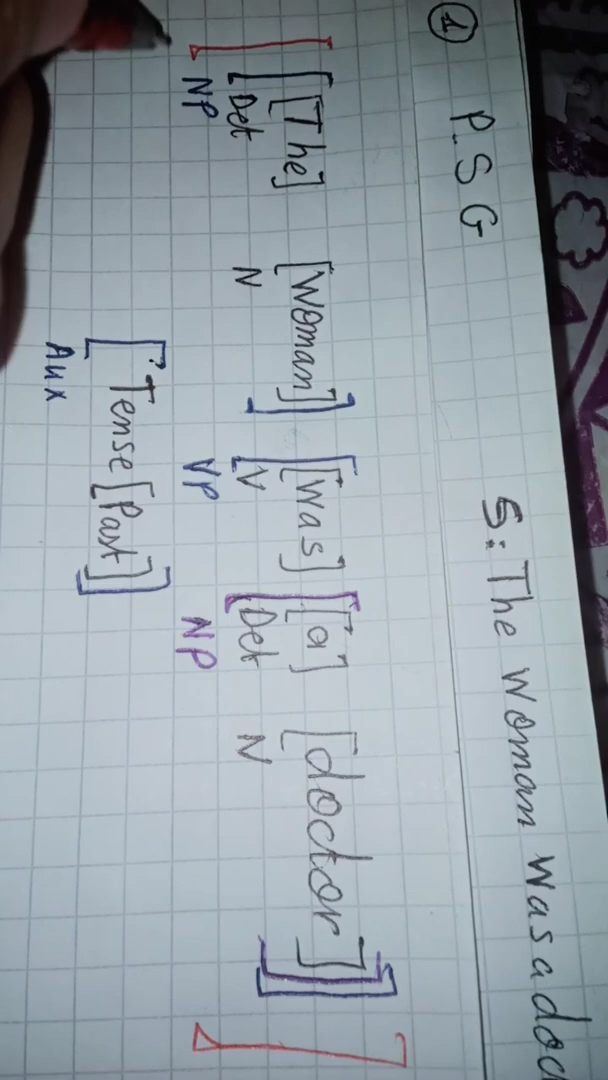 ① P.S G
S: The woman was a doc
[[[The] [woman]] [[was] [[a] [doctor]]]]
Det N V Det N
NP VP NP
[Tense [Past]]
Aux